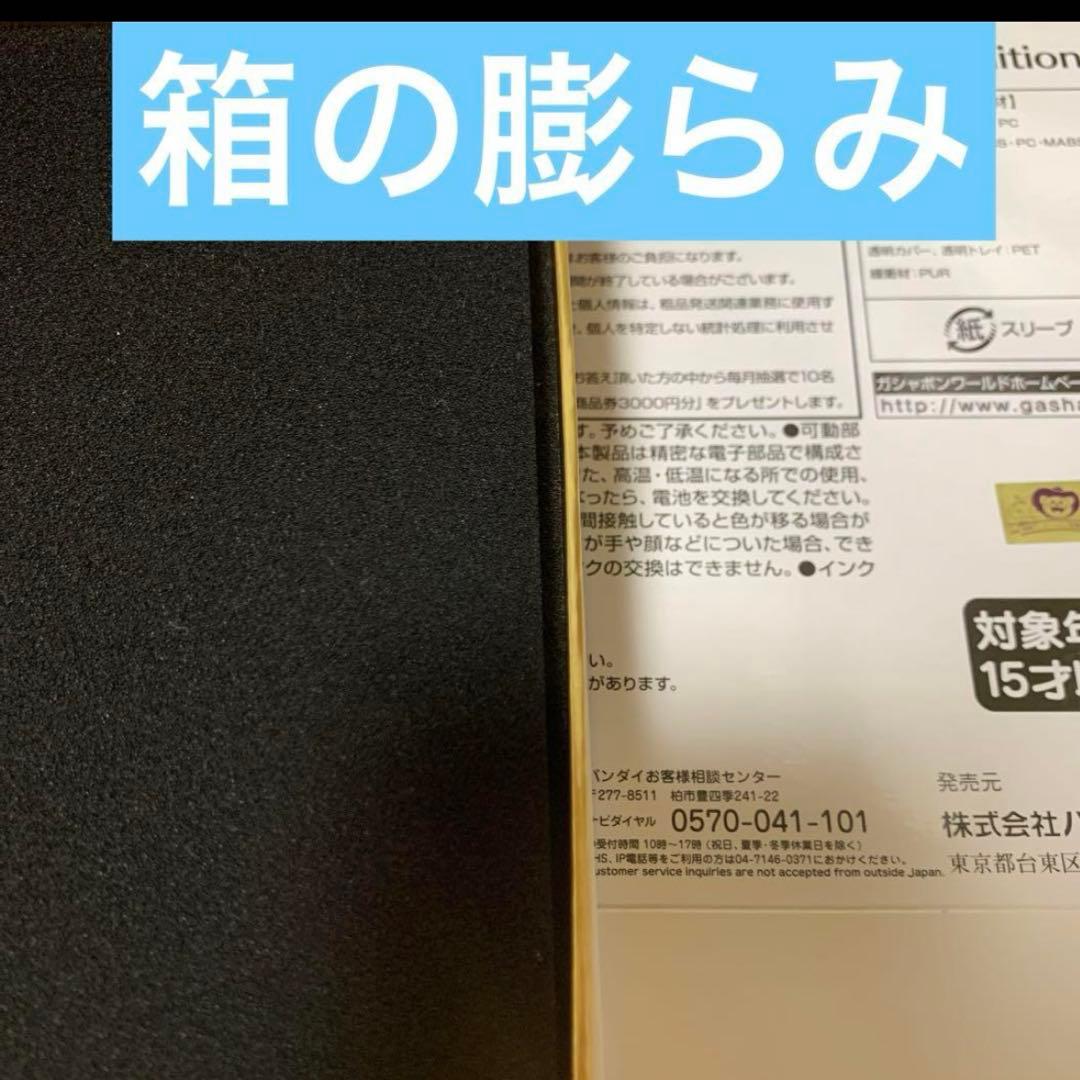 箱の膨らみ
ition
材】
PC
S・PC・MABS
透明カバー、透明トレイ:PET
緩衝材:PUR
紙 スリーブ
ガシャポンワールドホームペー
http://www.gasha
はお客様のご負担になります。
間が終了している場合がございます。
個人情報は、粗品発送関連業務に使用す
、個人を特定しない統計処理に利用させ
お答え頂いた方の中から毎月抽選で10名
商品券3000円分」をプレゼントします。
す。予めご了承ください。●可動部
本製品は精密な電子部品で構成さ
た、高温・低温になる所での使用、
なったら、電池を交換してください。
間接触していると色が移る場合が
が手や顔などについた場合、でき
クの交換はできません。●インク
い。
があります。
対象年
15才
バンダイお客様相談センター
〒277-8511 柏市豊四季241-22
ナビダイヤル 0570-041-101
受付時間 10時〜17時(祝日、夏季・冬季休業日を除く)
HS、IP電話等をご利用の方は04-7146-0371におかけください。
ustomer service inquiries are not accepted from outside Japan.
発売元
株式会社バ
東京都台東区